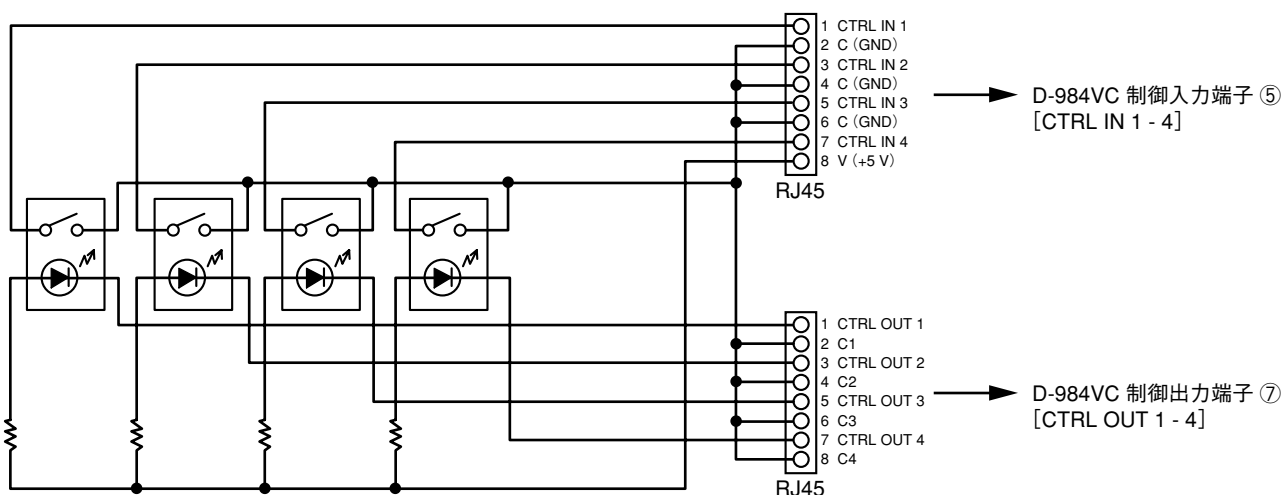 1 CTRL IN 1
2 C（GND）
3 CTRL IN 2
4 C（GND）
5 CTRL IN 3
6 C（GND）
7 CTRL IN 4
8 V（+5 V）
RJ45
D-984VC 制御入力端子 ⑤
［CTRL IN 1 - 4］
1 CTRL OUT 1
2 C1
3 CTRL OUT 2
4 C2
5 CTRL OUT 3
6 C3
7 CTRL OUT 4
8 C4
RJ45
D-984VC 制御出力端子 ⑦
［CTRL OUT 1 - 4］